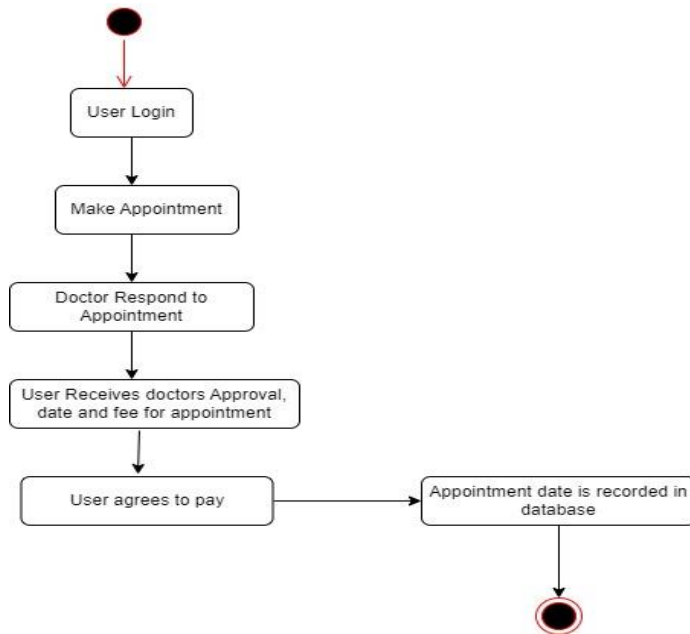 User Login
Make Appointment
Doctor Respond to
Appointment
User Receives doctors Approval,
date and fee for appointment
User agrees to pay
Appointment date is recorded in
database